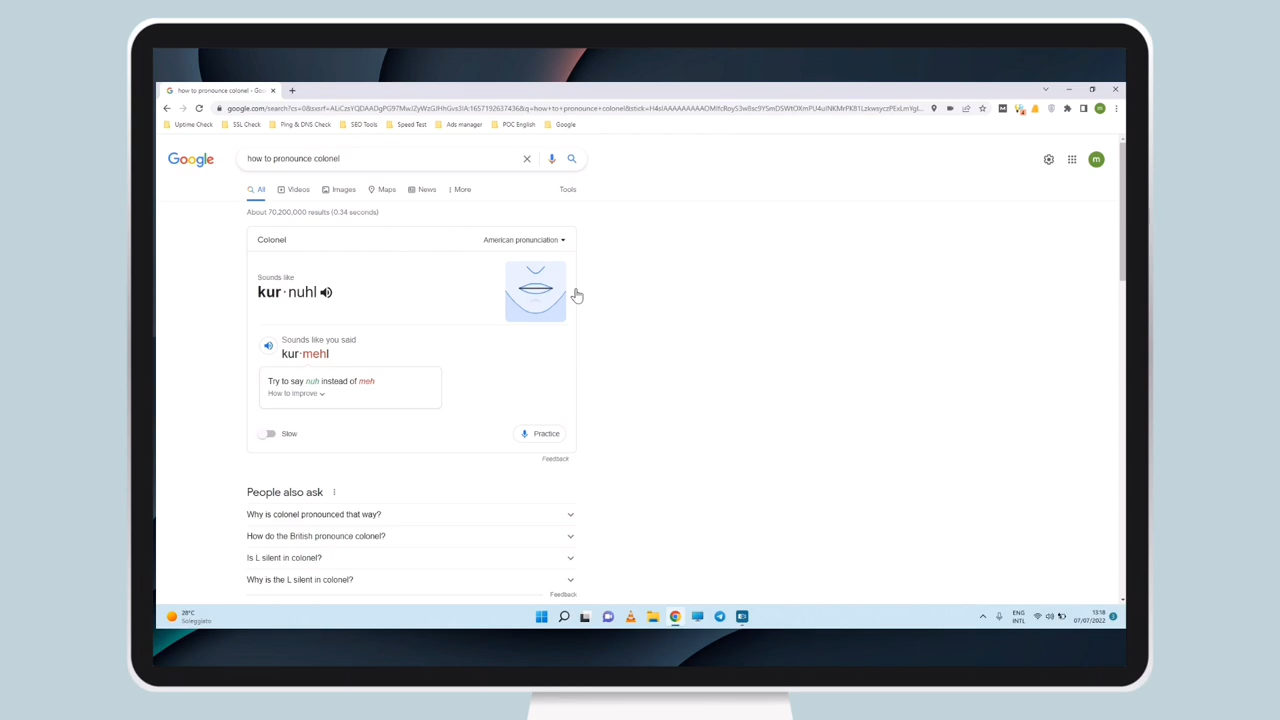 how to pronounce colonel - Goo
Uptime Check
SSL Check
Ping & DNS Check
SEO Tools
Speed Test
Ads manager
PDC English
Google
Google
how to pronounce colonel
m
All
Videos
Images
Maps
News
More
Tools
About 70,200,000 results (0.34 seconds)
Colonel
American pronunciation
Sounds like
kur·nuhl
Sounds like you said
kur·mehl
Try to say nuh instead of meh
How to improve
Slow
Practice
Feedback
People also ask
Why is colonel pronounced that way?
How do the British pronounce colonel?
Is L silent in colonel?
Why is the L silent in colonel?
Feedback
28°C
Soleggiato
ENG
INTL
13:18
07/07/2022